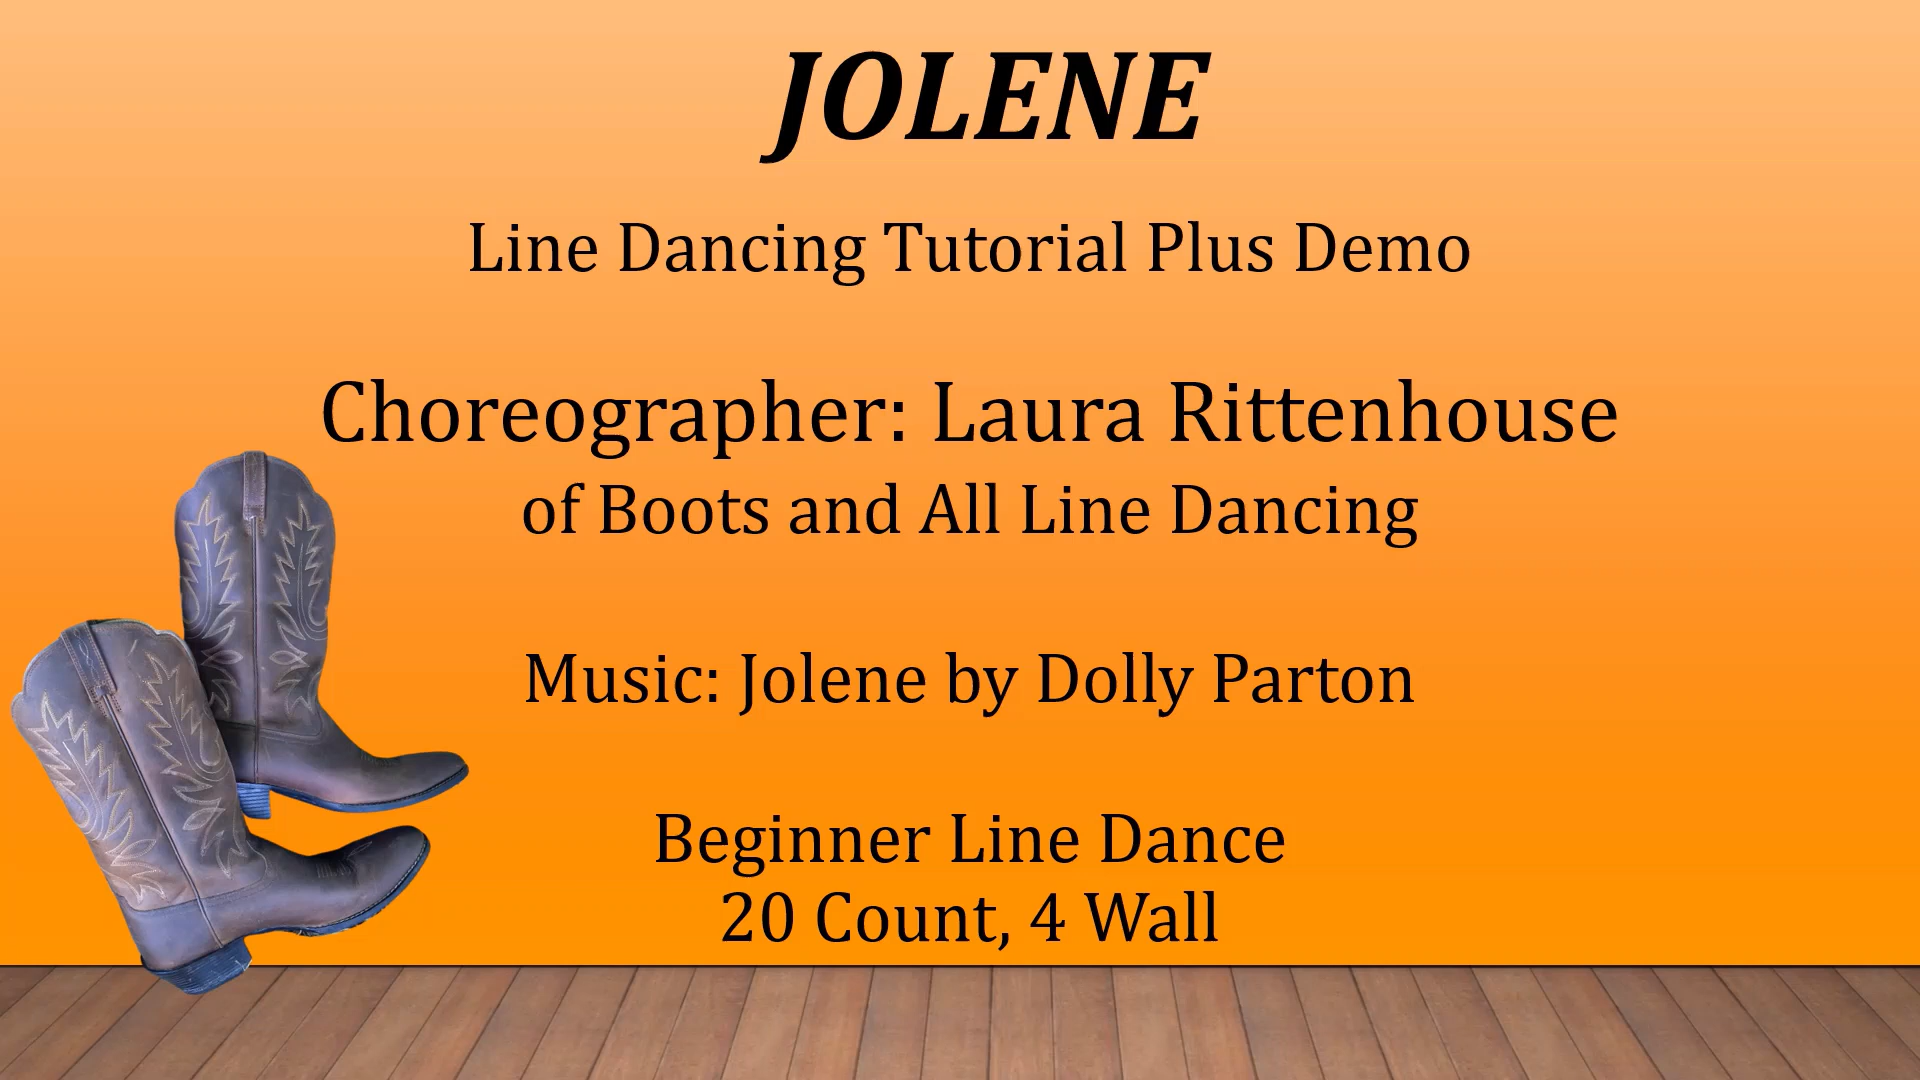 JOLENE
Line Dancing Tutorial Plus Demo
Choreographer: Laura Rittenhouse
of Boots and All Line Dancing
Music: Jolene by Dolly Parton
Beginner Line Dance
20 Count, 4 Wall